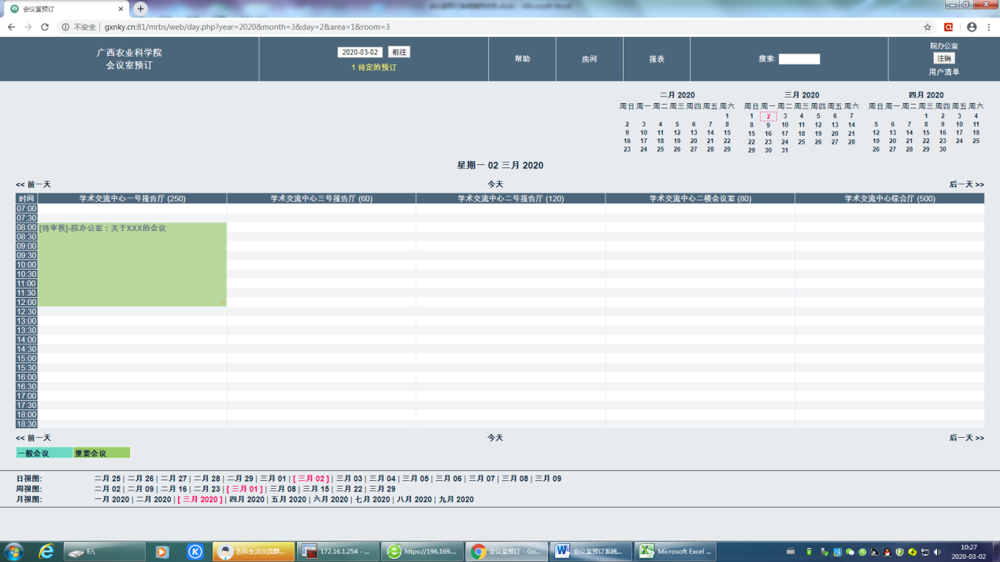 会议室预订
会议室预订系统
Microsoft Word
不安全 | gxnky.cn:81/mrbs/web/day.php?year=2020&month=3&day=2&area=1&room=3
广西农业科学院
会议室预订
2020-03-02 前往
1 待定的预订
帮助
房间
报表
搜索:
院办公室
注销
用户清单
二月 2020
周日 周一 周二 周三 周四 周五 周六
1
2 3 4 5 6 7 8
9 10 11 12 13 14 15
16 17 18 19 20 21 22
23 24 25 26 27 28 29
三月 2020
周日 周一 周二 周三 周四 周五 周六
1 2 3 4 5 6 7
8 9 10 11 12 13 14
15 16 17 18 19 20 21
22 23 24 25 26 27 28
29 30 31
四月 2020
周日 周一 周二 周三 周四 周五 周六
1 2 3 4
5 6 7 8 9 10 11
12 13 14 15 16 17 18
19 20 21 22 23 24 25
26 27 28 29 30
星期一 02 三月 2020
<< 前一天 今天 后一天 >>
时间 学术交流中心一号报告厅 (250) 学术交流中心三号报告厅 (60) 学术交流中心二号报告厅 (120) 学术交流中心二楼会议室 (80) 学术交流中心综合厅 (500)
07:00
07:30
08:00 [待审核]-院办公室：关于XXX的会议
08:30
09:00
09:30
10:00
10:30
11:00
11:30
12:00
12:30
13:00
13:30
14:00
14:30
15:00
15:30
16:00
16:30
17:00
17:30
18:00
18:30
<< 前一天 今天 后一天 >>
一般会议 重要会议
日视图: 二月 25 | 二月 26 | 二月 27 | 二月 28 | 二月 29 | 三月 01 | [ 三月 02 ] | 三月 03 | 三月 04 | 三月 05 | 三月 06 | 三月 07 | 三月 08 | 三月 09
周视图: 二月 02 | 二月 09 | 二月 16 | 二月 23 | [ 三月 01 ] | 三月 08 | 三月 15 | 三月 22 | 三月 29
月视图: 一月 2020 | 二月 2020 | [ 三月 2020 ] | 四月 2020 | 五月 2020 | 六月 2020 | 七月 2020 | 八月 2020 | 九月 2020
E:\
农科生活交流群...
172.16.1.254 - ...
https://196.169....
会议室预订 - Go...
会议室预订系统...
Microsoft Excel ...
10:27
2020-03-02